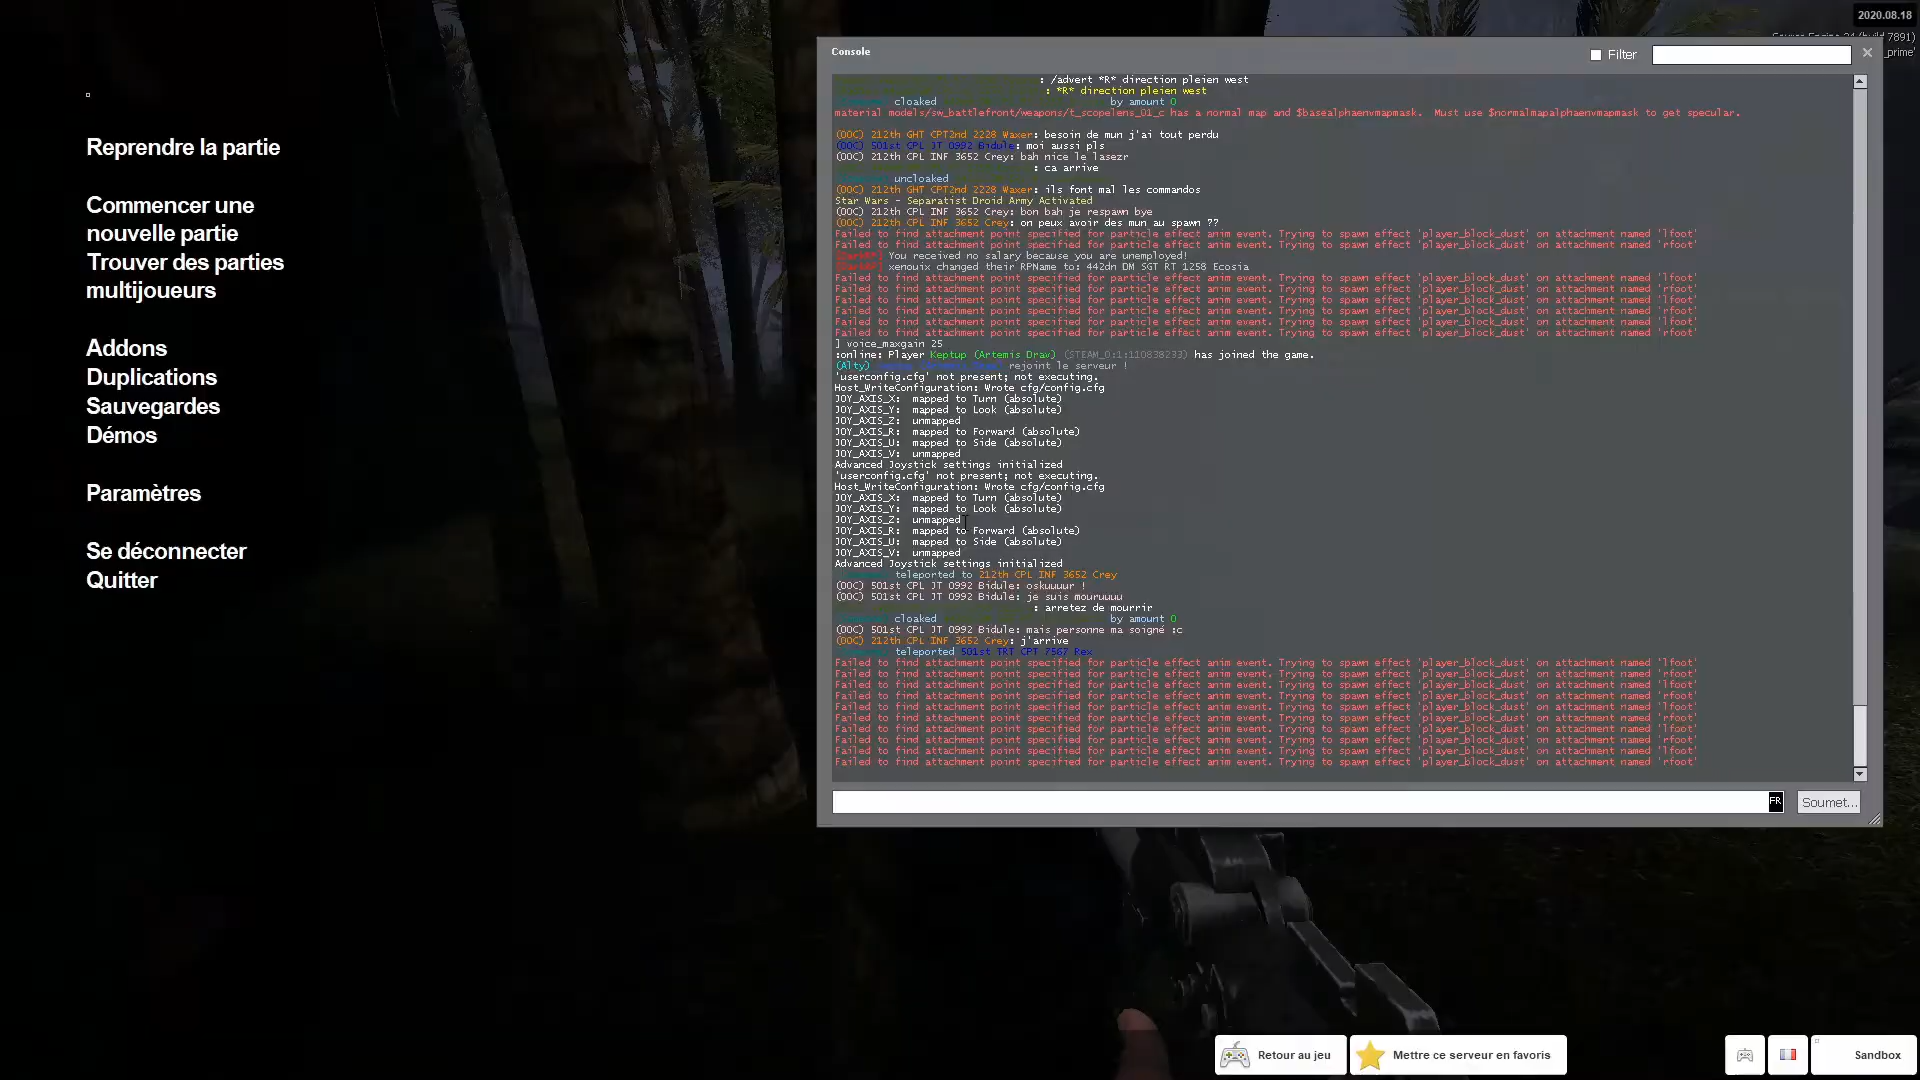 2020.08.18
7891)
_prime'
Console
Filter
: /advert *R* direction pleien west
: *R* direction pleien west
cloaked by amount 0
material models/sw_battlefront/weapons/t_scopelens_01_c has a normal map and $basealphaenvmapmask.  Must use $normalmapalphaenvmapmask to get specular.
(OOC) 212th GHT CPT2nd 2228 Waxer: besoin de mun j'ai tout perdu
(OOC) 501st CPL JT 0992 Bidule: moi aussi pls
(OOC) 212th CPL INF 3652 Crey: bah nice le lasezr
: ca arrive
uncloaked
(OOC) 212th GHT CPT2nd 2228 Waxer: ils font mal les commandos
Star Wars - Separatist Droid Army Activated
(OOC) 212th CPL INF 3652 Crey: bon bah je respawn bye
(OOC) 212th CPL INF 3652 Crey: on peux avoir des mun au spawn ??
Failed to find attachment point specified for particle effect anim event. Trying to spawn effect 'player_block_dust' on attachment named 'lfoot'
Failed to find attachment point specified for particle effect anim event. Trying to spawn effect 'player_block_dust' on attachment named 'rfoot'
You received no salary because you are unemployed!
xenouix changed their RPName to: 442dn DM SGT RT 1258 Ecosia
Failed to find attachment point specified for particle effect anim event. Trying to spawn effect 'player_block_dust' on attachment named 'lfoot'
Failed to find attachment point specified for particle effect anim event. Trying to spawn effect 'player_block_dust' on attachment named 'rfoot'
Failed to find attachment point specified for particle effect anim event. Trying to spawn effect 'player_block_dust' on attachment named 'lfoot'
Failed to find attachment point specified for particle effect anim event. Trying to spawn effect 'player_block_dust' on attachment named 'rfoot'
Failed to find attachment point specified for particle effect anim event. Trying to spawn effect 'player_block_dust' on attachment named 'lfoot'
Failed to find attachment point specified for particle effect anim event. Trying to spawn effect 'player_block_dust' on attachment named 'rfoot'
] voice_maxgain 25
:online: Player Keptup (Artemis Drav) (STEAM_0:1:110838233) has joined the game.
(Alty) rejoint le serveur !
'userconfig.cfg' not present; not executing.
Host_WriteConfiguration: Wrote cfg/config.cfg
JOY_AXIS_X:  mapped to Turn (absolute)
JOY_AXIS_Y:  mapped to Look (absolute)
JOY_AXIS_Z:  unmapped
JOY_AXIS_R:  mapped to Forward (absolute)
JOY_AXIS_U:  mapped to Side (absolute)
JOY_AXIS_V:  unmapped
Advanced Joystick settings initialized
'userconfig.cfg' not present; not executing.
Host_WriteConfiguration: Wrote cfg/config.cfg
JOY_AXIS_X:  mapped to Turn (absolute)
JOY_AXIS_Y:  mapped to Look (absolute)
JOY_AXIS_Z:  unmapped
JOY_AXIS_R:  mapped to Forward (absolute)
JOY_AXIS_U:  mapped to Side (absolute)
JOY_AXIS_V:  unmapped
Advanced Joystick settings initialized
teleported to 212th CPL INF 3652 Crey
(OOC) 501st CPL JT 0992 Bidule: oskuuuur !
(OOC) 501st CPL JT 0992 Bidule: je suis mouruuuu
: arretez de mourrir
cloaked by amount 0
(OOC) 501st CPL JT 0992 Bidule: mais personne ma soigné :c
(OOC) 212th CPL INF 3652 Crey: j'arrive
teleported 501st TRT CPT 7567 Rex
Failed to find attachment point specified for particle effect anim event. Trying to spawn effect 'player_block_dust' on attachment named 'lfoot'
Failed to find attachment point specified for particle effect anim event. Trying to spawn effect 'player_block_dust' on attachment named 'rfoot'
Failed to find attachment point specified for particle effect anim event. Trying to spawn effect 'player_block_dust' on attachment named 'lfoot'
Failed to find attachment point specified for particle effect anim event. Trying to spawn effect 'player_block_dust' on attachment named 'rfoot'
Failed to find attachment point specified for particle effect anim event. Trying to spawn effect 'player_block_dust' on attachment named 'lfoot'
Failed to find attachment point specified for particle effect anim event. Trying to spawn effect 'player_block_dust' on attachment named 'rfoot'
Failed to find attachment point specified for particle effect anim event. Trying to spawn effect 'player_block_dust' on attachment named 'lfoot'
Failed to find attachment point specified for particle effect anim event. Trying to spawn effect 'player_block_dust' on attachment named 'rfoot'
Failed to find attachment point specified for particle effect anim event. Trying to spawn effect 'player_block_dust' on attachment named 'lfoot'
Failed to find attachment point specified for particle effect anim event. Trying to spawn effect 'player_block_dust' on attachment named 'rfoot'
FR
Soumet...
Reprendre la partie
Commencer une
nouvelle partie
Trouver des parties
multijoueurs
Addons
Duplications
Sauvegardes
Démos
Paramètres
Se déconnecter
Quitter
Retour au jeu
Mettre ce serveur en favoris
Sandbox